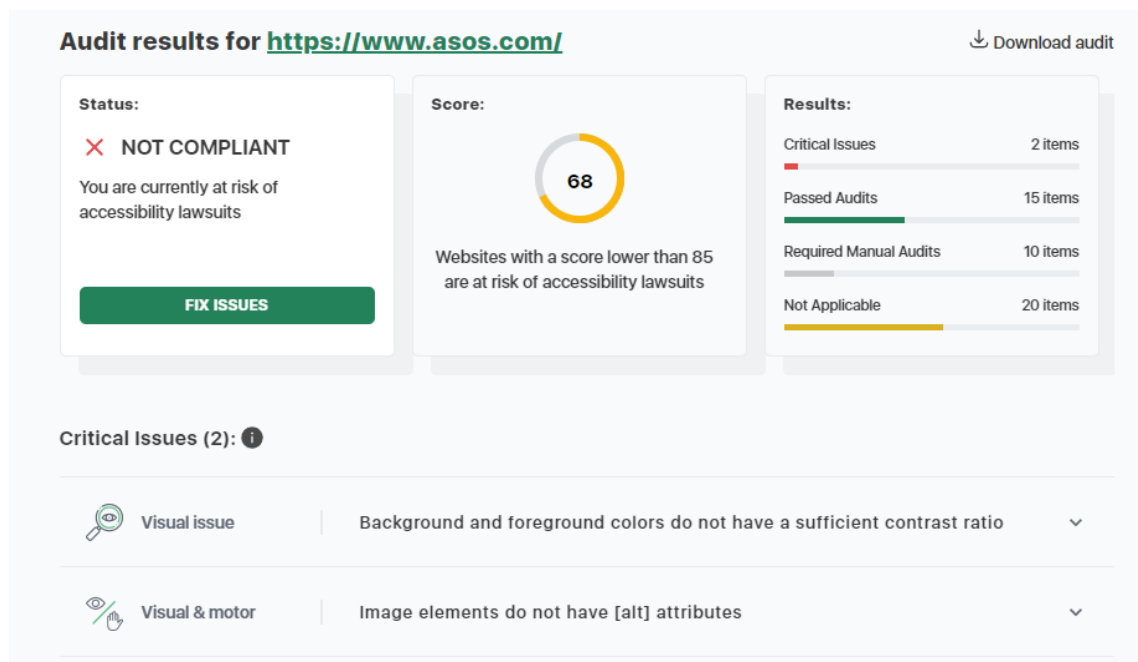 Audit results for https://www.asos.com/
Download audit
Status:
NOT COMPLIANT
You are currently at risk of
accessibility lawsuits
FIX ISSUES
Score:
68
Websites with a score lower than 85
are at risk of accessibility lawsuits
Results:
Critical Issues 2 items
Passed Audits 15 items
Required Manual Audits 10 items
Not Applicable 20 items
Critical Issues (2):
Visual issue Background and foreground colors do not have a sufficient contrast ratio
Visual & motor Image elements do not have [alt] attributes